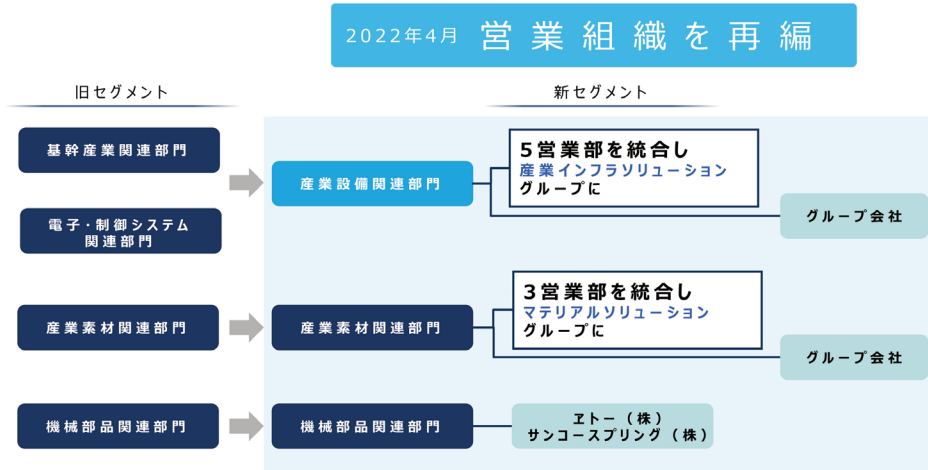 2022年4月 営業組織を再編
旧セグメント
新セグメント
基幹産業関連部門
電子・制御システム
関連部門
産業設備関連部門
5営業部を統合し
産業インフラソリューション
グループに
グループ会社
産業素材関連部門
産業素材関連部門
3営業部を統合し
マテリアルソリューション
グループに
グループ会社
機械部品関連部門
機械部品関連部門
ヱトー(株)
サンコースプリング(株)